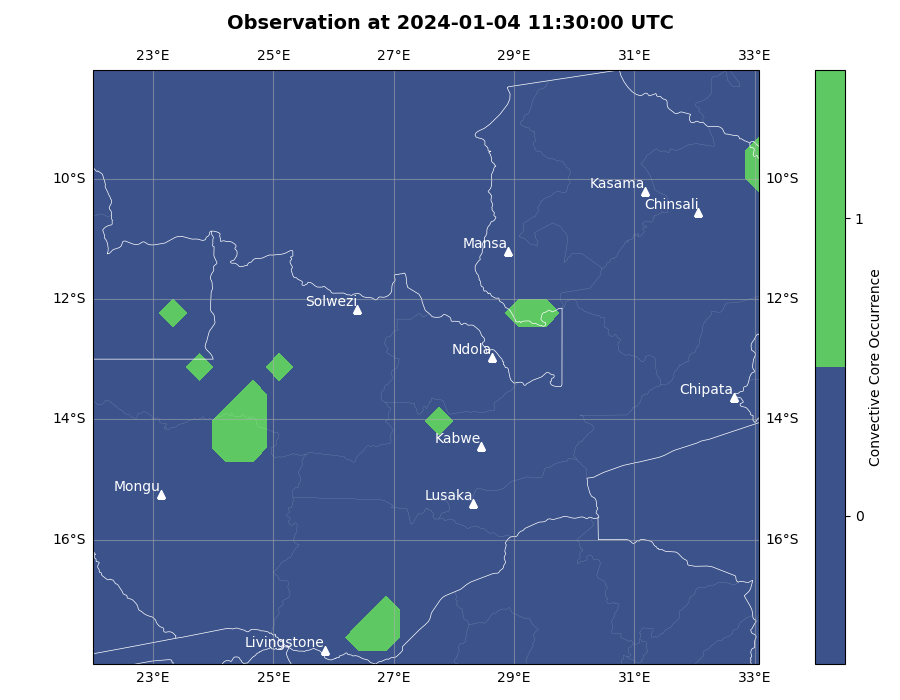 Observation at 2024-01-04 11:30:00 UTC
23°E 25°E 27°E 29°E 31°E 33°E
10°S 10°S
Kasama
Chinsali
1
Mansa
12°S 12°S
Solwezi
Ndola
Convective Core Occurrence
Chipata
14°S 14°S
Kabwe
Mongu
Lusaka
0
16°S 16°S
Livingstone
23°E 25°E 27°E 29°E 31°E 33°E